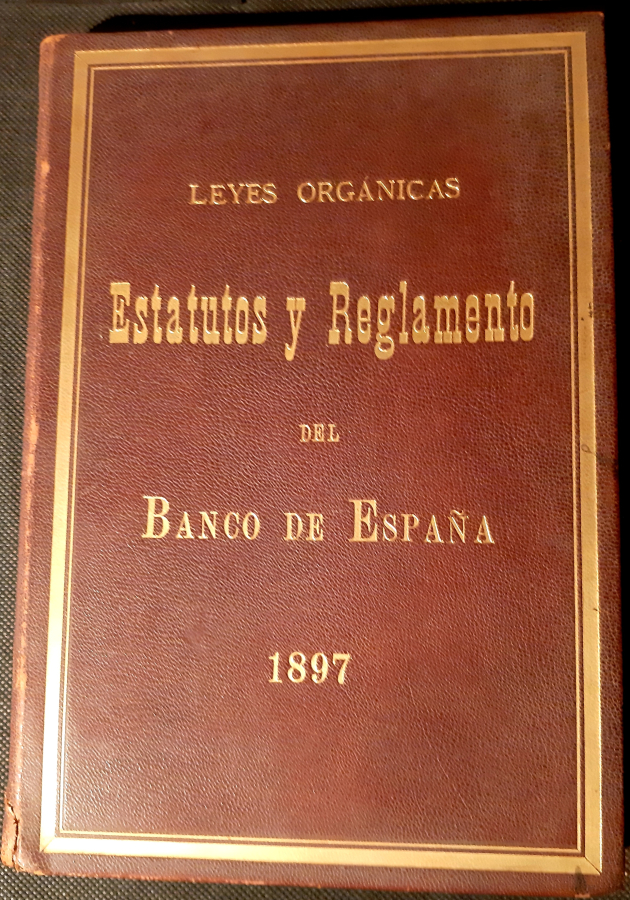 LEYES ORGÁNICAS
Estatutos y Reglamento
DEL
BANCO DE ESPAÑA
1897